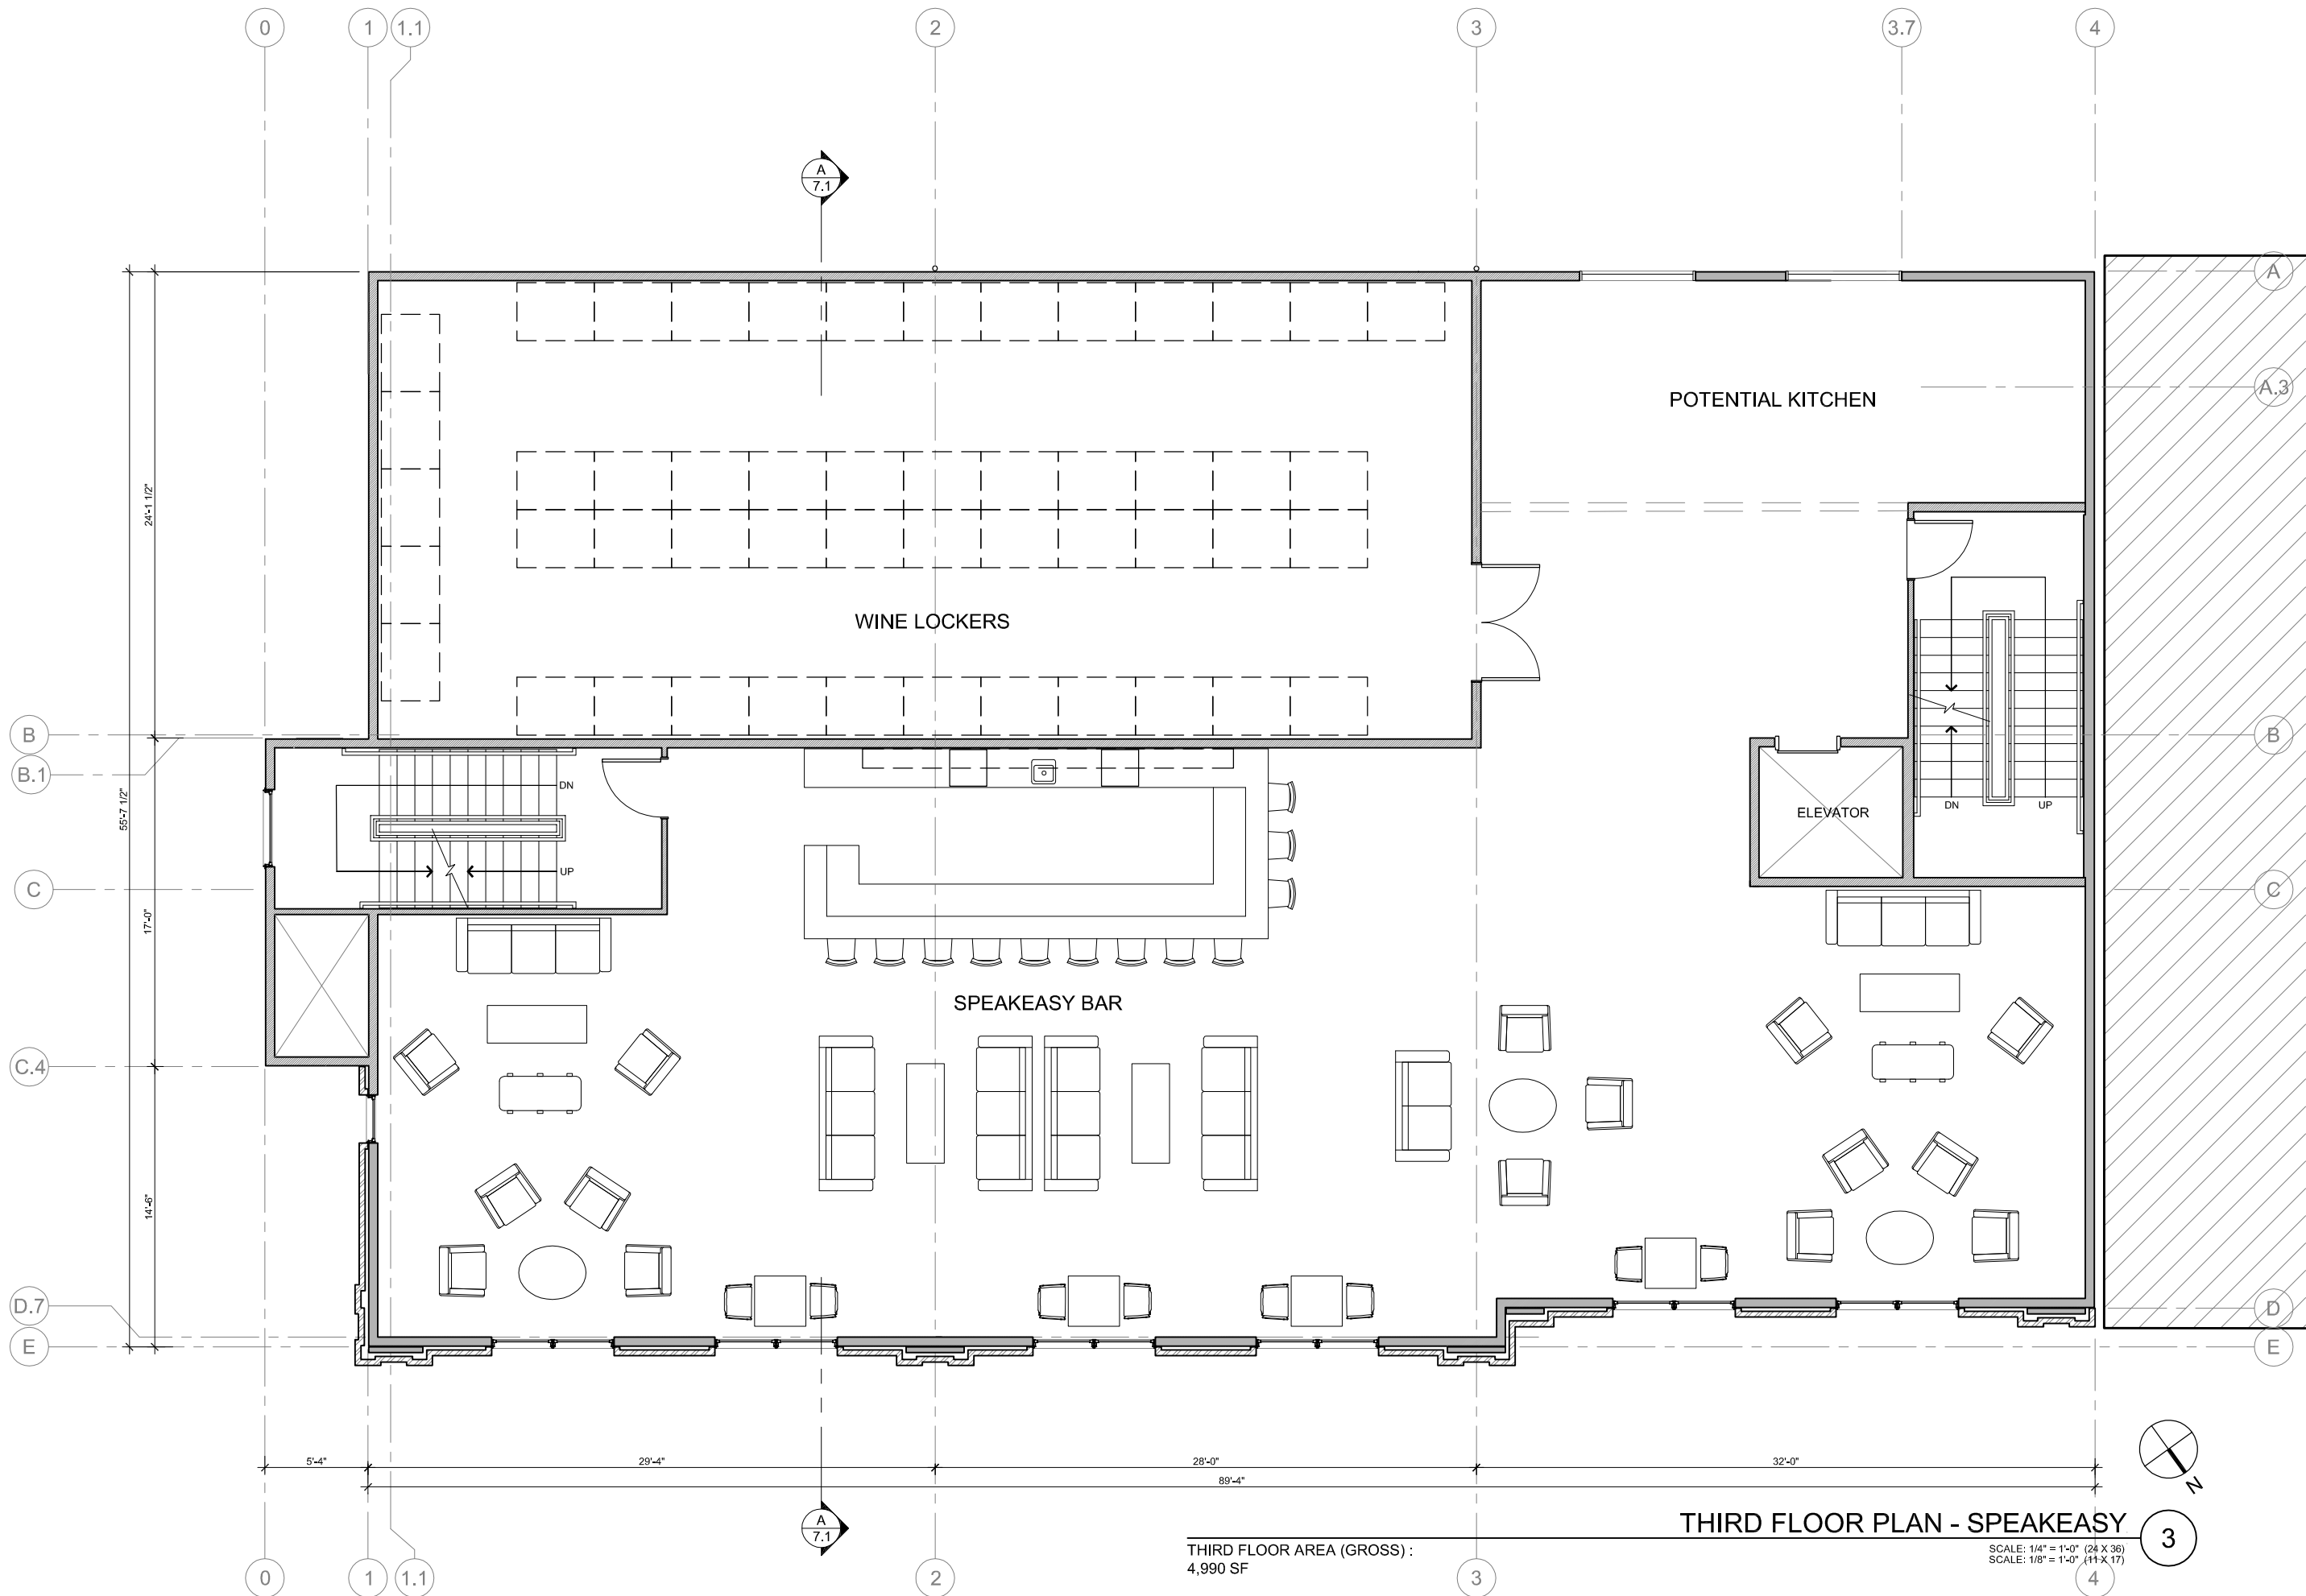 0
1
1.1
2
3
3.7
4
A
7.1
A
A.3
POTENTIAL KITCHEN
24'-1 1/2"
WINE LOCKERS
B
B
B.1
55'-7 1/2"
DN
UP
ELEVATOR
DN
UP
C
C
17'-0"
SPEAKEASY BAR
C.4
14'-6"
D.7
D
E
E
5'-4"
29'-4"
28'-0"
32'-0"
89'-4"
N
A
7.1
THIRD FLOOR PLAN - SPEAKEASY
3
THIRD FLOOR AREA (GROSS) :
4,990 SF
SCALE: 1/4" = 1'-0" (24 X 36)
SCALE: 1/8" = 1'-0" (11 X 17)
0
1
1.1
2
3
4